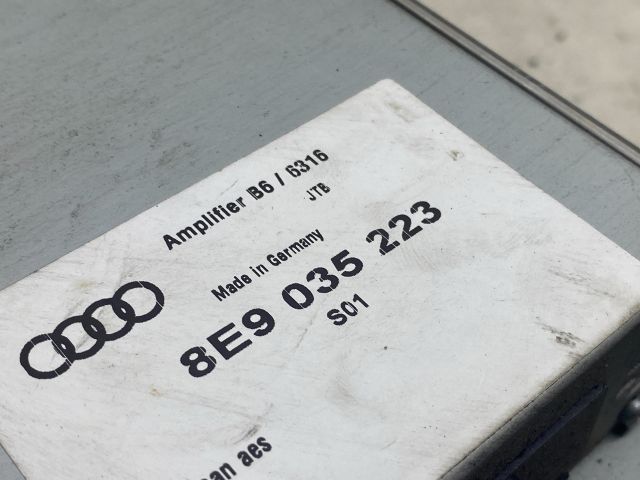 Amplifier B6 / 6316
JTB
Made in Germany
8E9 035 223
S01
aes